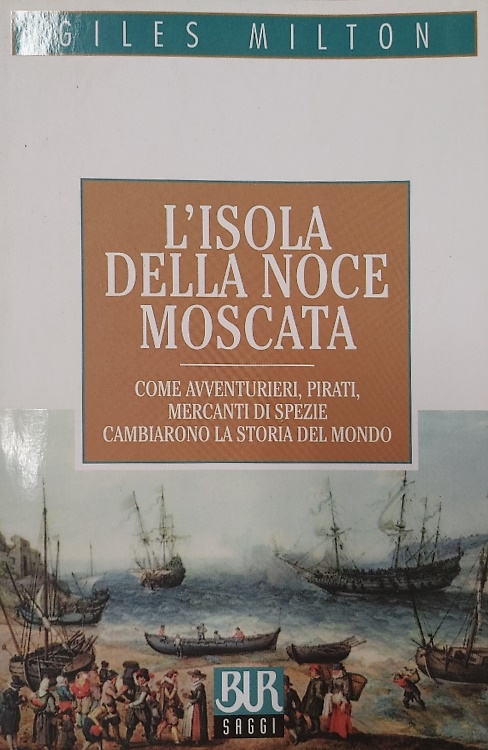 GILES MILTON
L'ISOLA
DELLA NOCE
MOSCATA
COME AVVENTURIERI, PIRATI,
MERCANTI DI SPEZIE
CAMBIARONO LA STORIA DEL MONDO
BUR
SAGGI